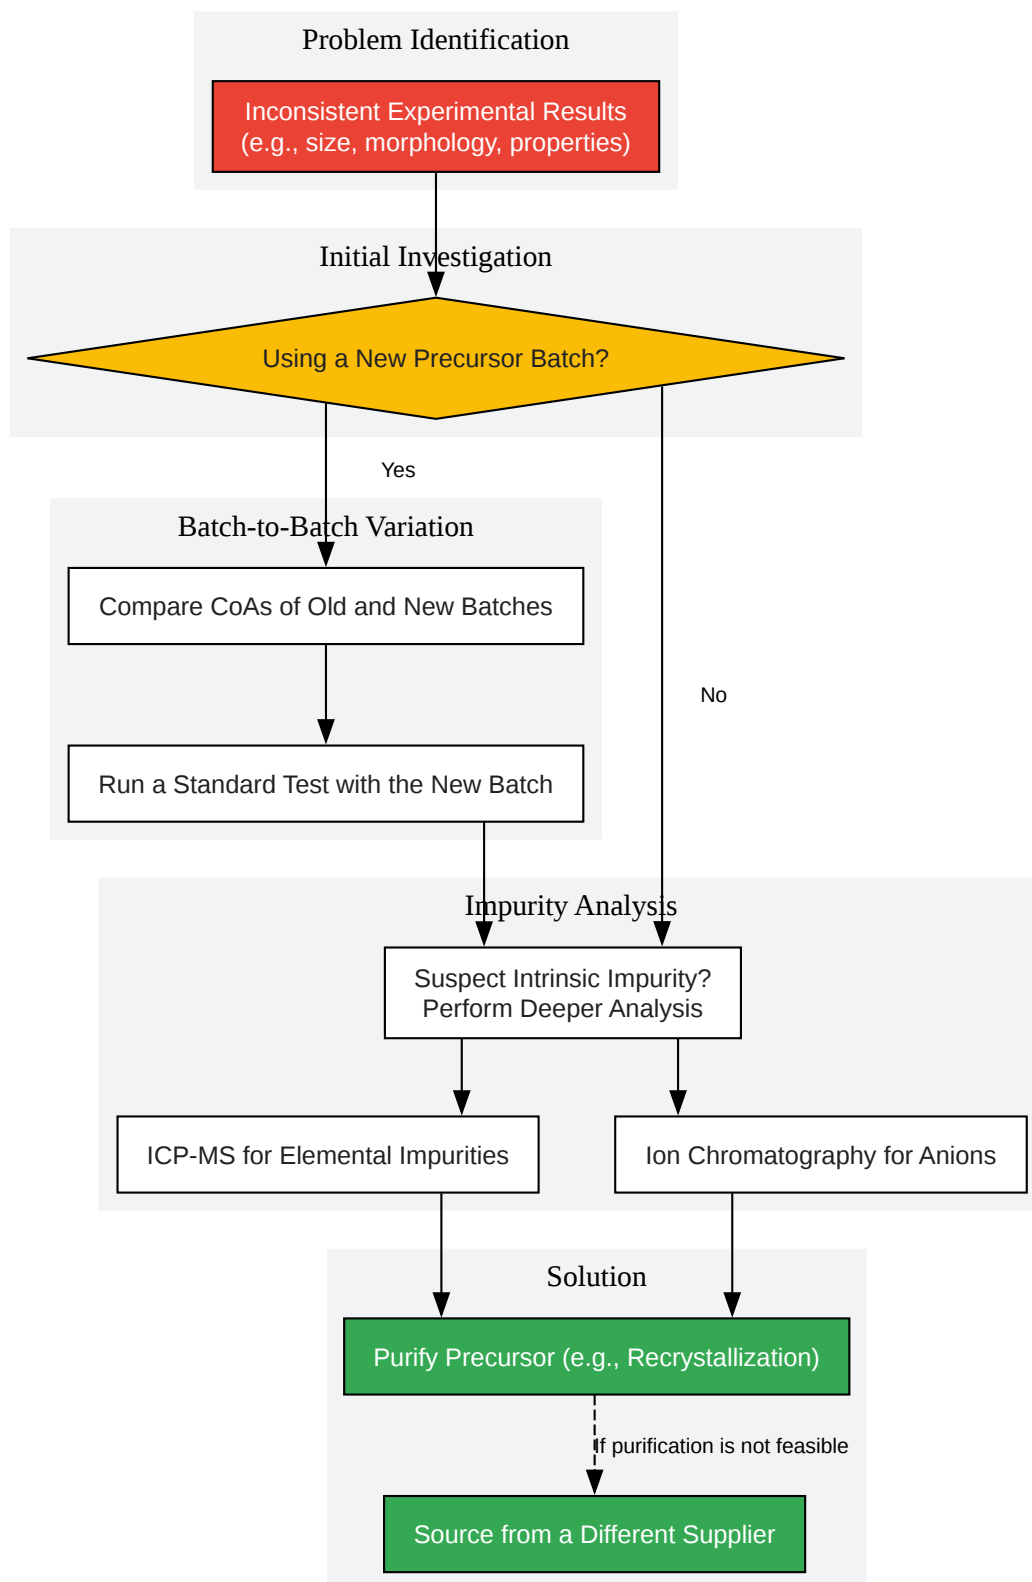 Problem Identification
Inconsistent Experimental Results
(e.g., size, morphology, properties)
Initial Investigation
Using a New Precursor Batch?
Yes
Batch-to-Batch Variation
Compare CoAs of Old and New Batches
No
Run a Standard Test with the New Batch
Impurity Analysis
Suspect Intrinsic Impurity?
Perform Deeper Analysis
ICP-MS for Elemental Impurities
Ion Chromatography for Anions
Solution
Purify Precursor (e.g., Recrystallization)
If purification is not feasible
Source from a Different Supplier